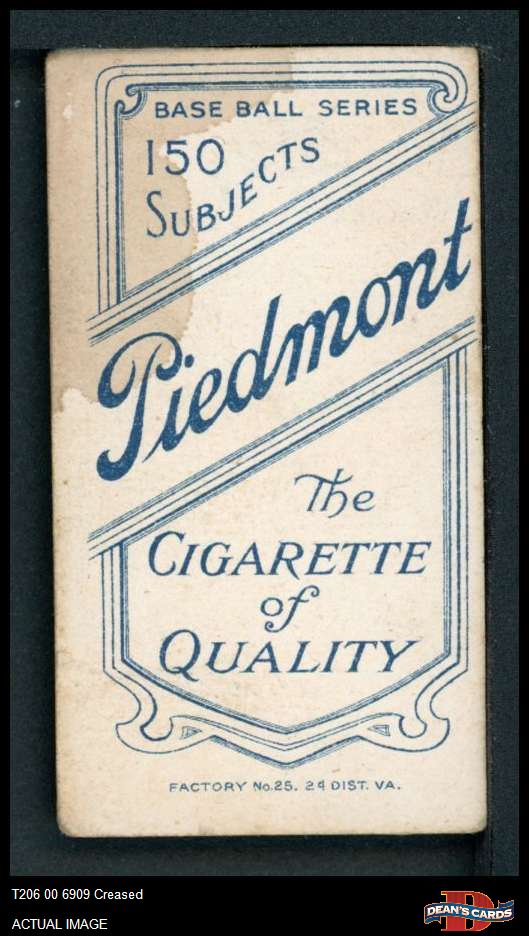 BASE BALL SERIES
150
SUBJECTS
Piedmont
The
CIGARETTE
of
QUALITY
FACTORY No.25. 2d DIST. VA.
T206 00 6909 Creased
ACTUAL IMAGE
D
DEAN'S CARDS